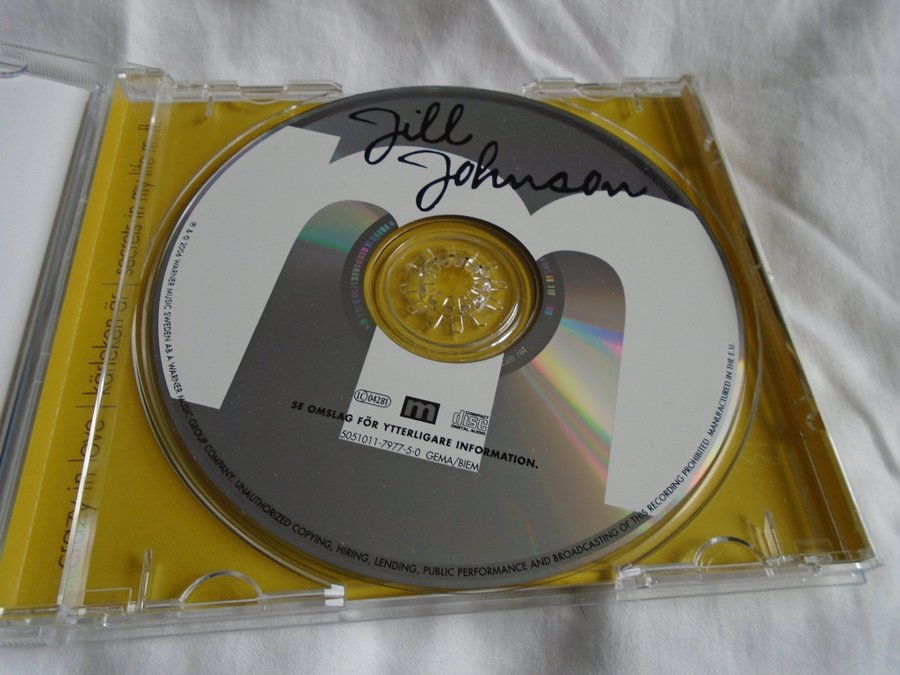 Jill
Johnson
LC 04281
m
COMPACT
disc
DIGITAL AUDIO
SE OMSLAG FÖR YTTERLIGARE INFORMATION.
5051011-7977-5-0 GEMA/BIEM
℗ & © 2006 WARNER MUSIC SWEDEN AB A WARNER MUSIC GROUP COMPANY. UNAUTHORIZED COPYING, HIRING, LENDING, PUBLIC PERFORMANCE AND BROADCASTING OF THIS RECORDING PROHIBITED. MANUFACTURED IN THE E.U.
crazy in love | kärleken är | secrets in my life